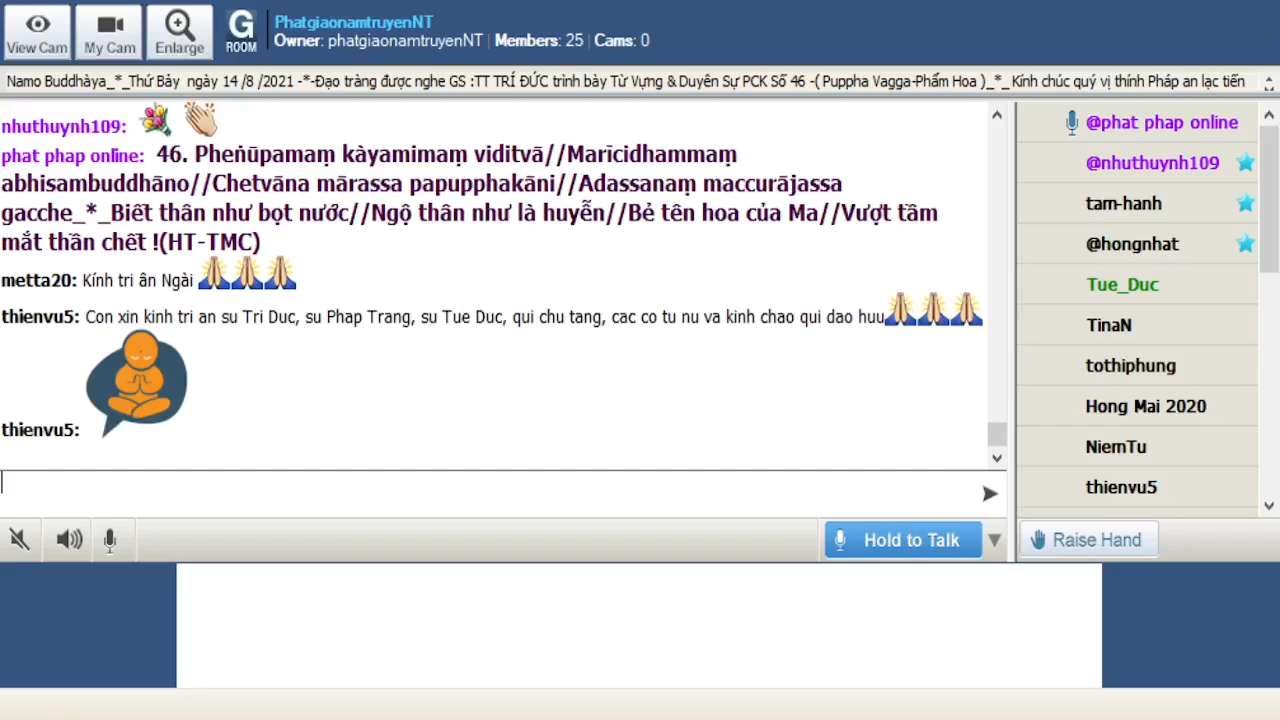 View Cam
My Cam
Enlarge
G
ROOM
PhatgiaonamtruyenNT
Owner: phatgiaonamtruyenNT | Members: 25 | Cams: 0
Namo Buddhàya_*_Thứ Bảy ngày 14 /8 /2021 -*-Đạo tràng được nghe GS :TT TRÍ ĐỨC trình bày Từ Vựng & Duyên Sự PCK Số 46 -( Puppha Vagga-Phẩm Hoa )_*_ Kính chúc quý vị thính Pháp an lạc tiến
nhuthuynh109:
phat phap online: 46. Pheṅūpamaṃ kàyamimaṃ viditvā//Marīcidhammaṃ
abhisambuddhāno//Chetvāna mārassa papupphakāni//Adassanaṃ maccurājassa
gacche_*_Biết thân như bọt nước//Ngộ thân như là huyễn//Bẻ tên hoa của Ma//Vượt tầm
mắt thần chết !(HT-TMC)
metta20: Kính tri ân Ngài
thienvu5: Con xin kinh tri an su Tri Duc, su Phap Trang, su Tue Duc, qui chu tang, cac co tu nu va kinh chao qui dao huu
thienvu5:
@phat phap online
@nhuthuynh109
tam-hanh
@hongnhat
Tue_Duc
TinaN
tothiphung
Hong Mai 2020
NiemTu
thienvu5
Hold to Talk
Raise Hand